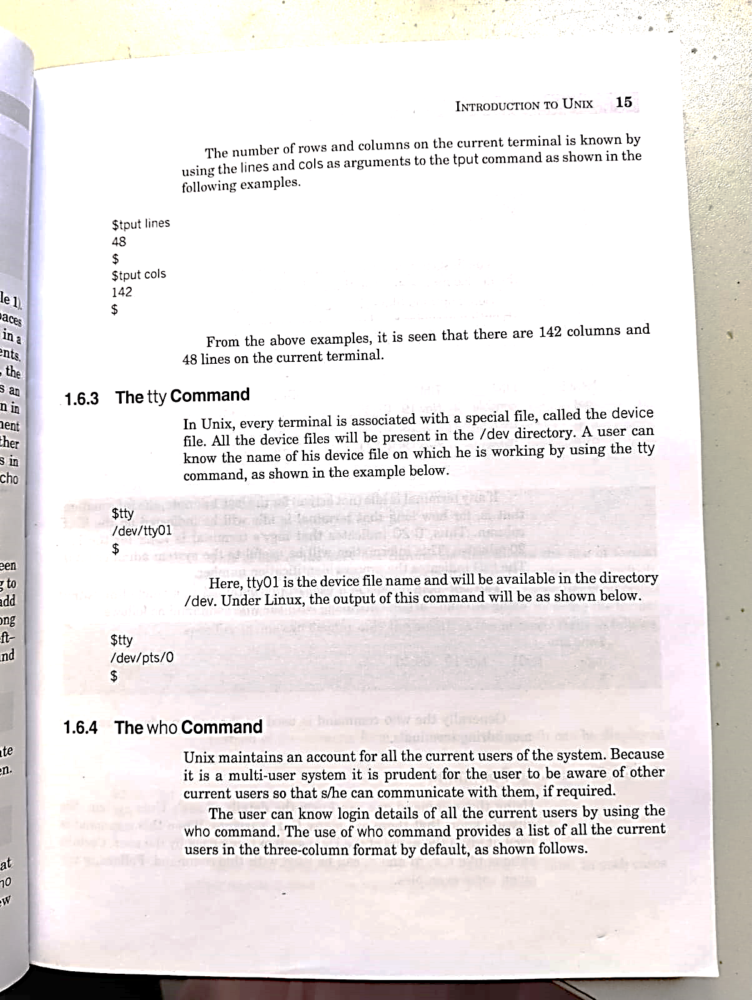 INTRODUCTION TO UNIX 15
The number of rows and columns on the current terminal is known by
using the lines and cols as arguments to the tput command as shown in the
following examples.
$tput lines
48
$
$tput cols
142
$
From the above examples, it is seen that there are 142 columns and
48 lines on the current terminal.
1.6.3 The tty Command
In Unix, every terminal is associated with a special file, called the device
file. All the device files will be present in the /dev directory. A user can
know the name of his device file on which he is working by using the tty
command, as shown in the example below.
$tty
/dev/tty01
$
Here, tty01 is the device file name and will be available in the directory
/dev. Under Linux, the output of this command will be as shown below.
$tty
/dev/pts/0
$
1.6.4 The who Command
Unix maintains an account for all the current users of the system. Because
it is a multi-user system it is prudent for the user to be aware of other
current users so that s/he can communicate with them, if required.
The user can know login details of all the current users by using the
who command. The use of who command provides a list of all the current
users in the three-column format by default, as shown follows.